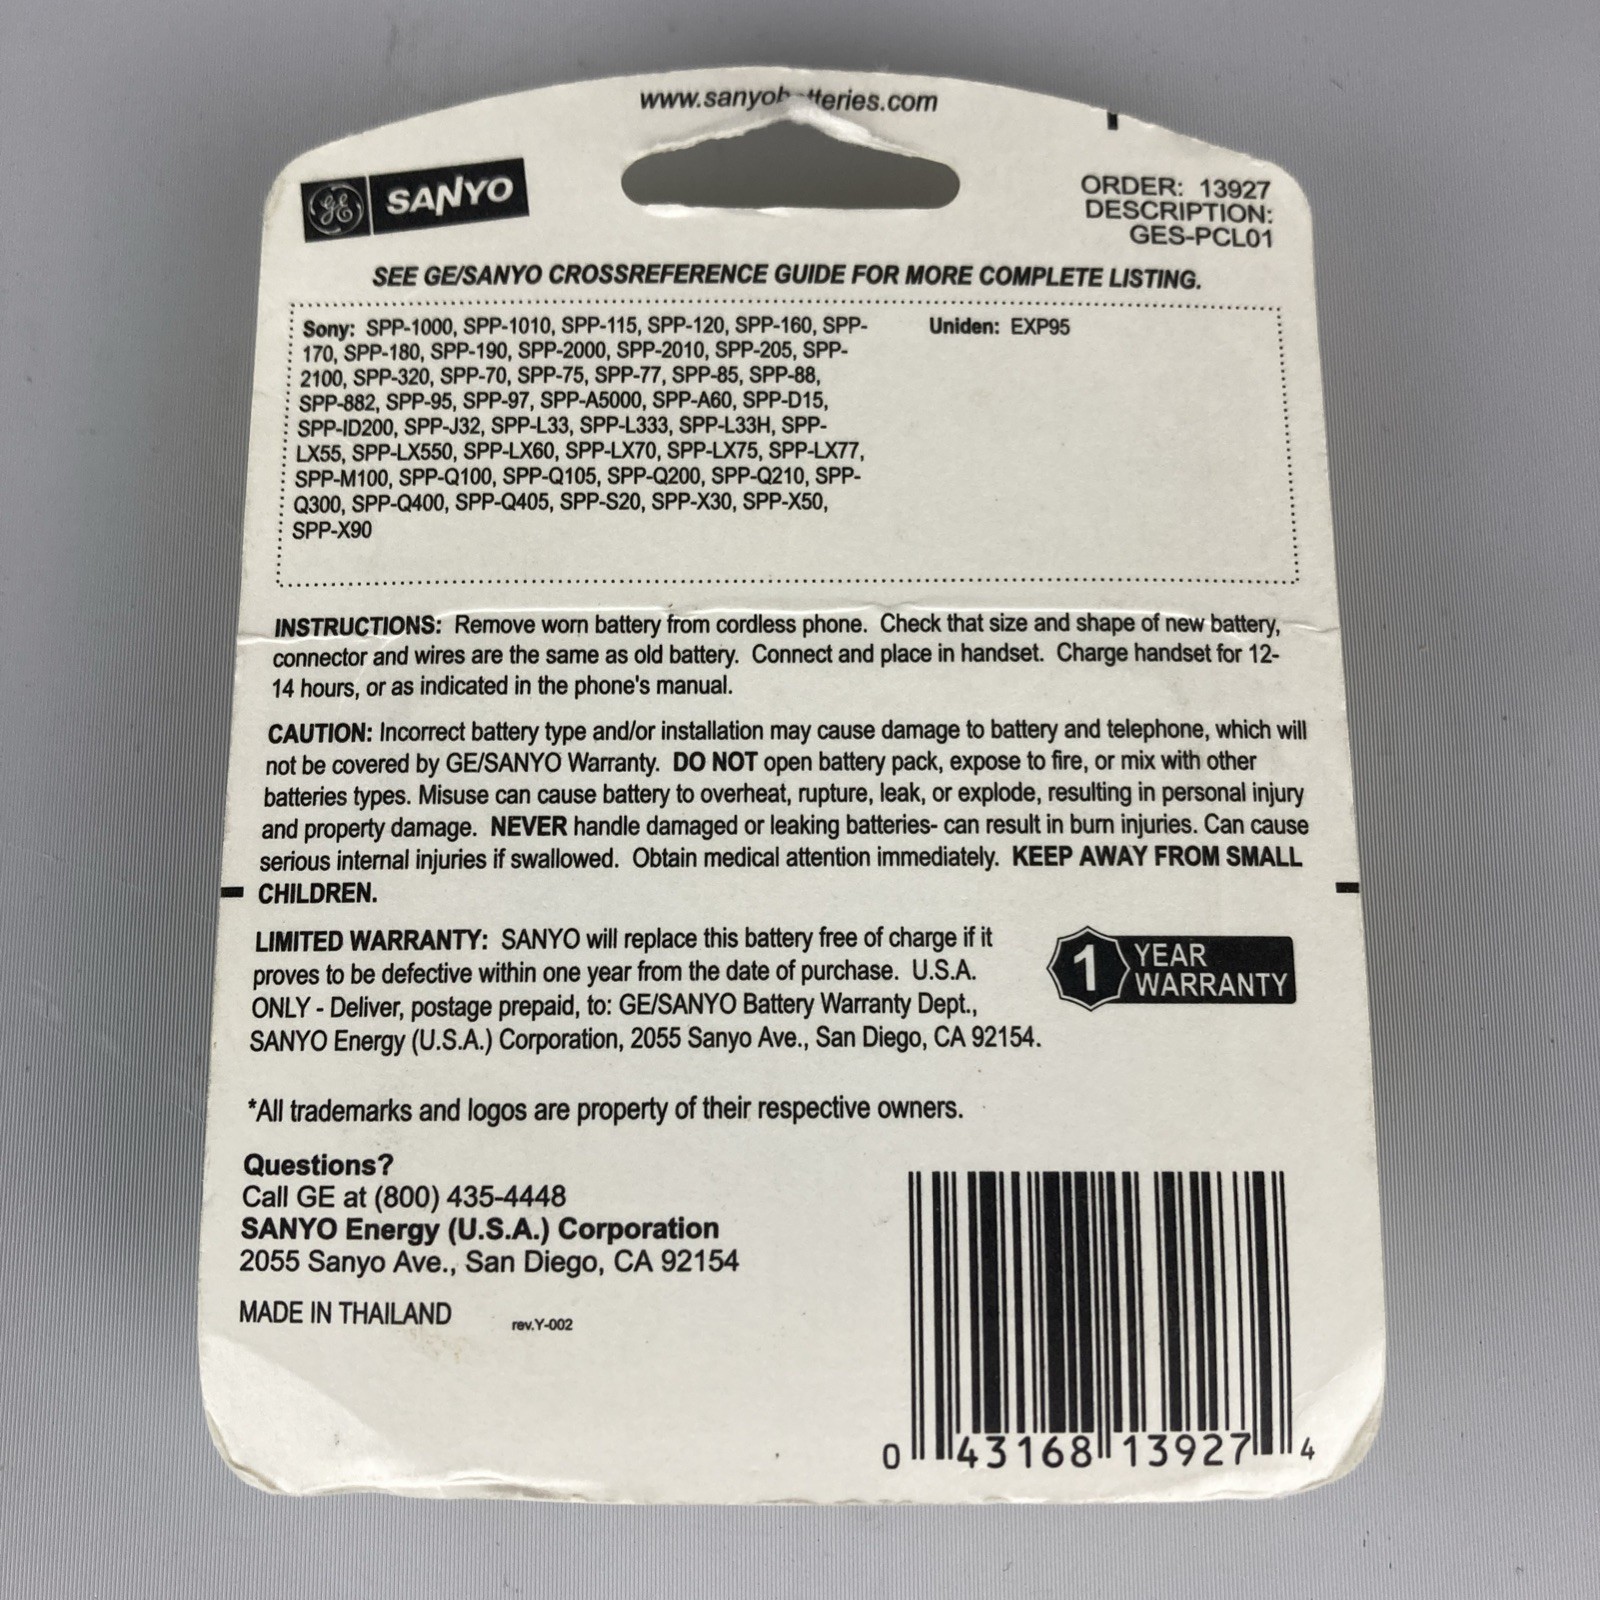 www.sanyobatteries.com
GE SANYO
ORDER: 13927
DESCRIPTION:
GES-PCL01
SEE GE/SANYO CROSSREFERENCE GUIDE FOR MORE COMPLETE LISTING.
Sony: SPP-1000, SPP-1010, SPP-115, SPP-120, SPP-160, SPP-
170, SPP-180, SPP-190, SPP-2000, SPP-2010, SPP-205, SPP-
2100, SPP-320, SPP-70, SPP-75, SPP-77, SPP-85, SPP-88,
SPP-882, SPP-95, SPP-97, SPP-A5000, SPP-A60, SPP-D15,
SPP-ID200, SPP-J32, SPP-L33, SPP-L333, SPP-L33H, SPP-
LX55, SPP-LX550, SPP-LX60, SPP-LX70, SPP-LX75, SPP-LX77,
SPP-M100, SPP-Q100, SPP-Q105, SPP-Q200, SPP-Q210, SPP-
Q300, SPP-Q400, SPP-Q405, SPP-S20, SPP-X30, SPP-X50,
SPP-X90
Uniden: EXP95
INSTRUCTIONS: Remove worn battery from cordless phone. Check that size and shape of new battery,
connector and wires are the same as old battery. Connect and place in handset. Charge handset for 12-
14 hours, or as indicated in the phone's manual.
CAUTION: Incorrect battery type and/or installation may cause damage to battery and telephone, which will
not be covered by GE/SANYO Warranty. DO NOT open battery pack, expose to fire, or mix with other
batteries types. Misuse can cause battery to overheat, rupture, leak, or explode, resulting in personal injury
and property damage. NEVER handle damaged or leaking batteries- can result in burn injuries. Can cause
serious internal injuries if swallowed. Obtain medical attention immediately. KEEP AWAY FROM SMALL
CHILDREN.
LIMITED WARRANTY: SANYO will replace this battery free of charge if it
proves to be defective within one year from the date of purchase. U.S.A.
ONLY - Deliver, postage prepaid, to: GE/SANYO Battery Warranty Dept.,
SANYO Energy (U.S.A.) Corporation, 2055 Sanyo Ave., San Diego, CA 92154.
1 YEAR
WARRANTY
*All trademarks and logos are property of their respective owners.
Questions?
Call GE at (800) 435-4448
SANYO Energy (U.S.A.) Corporation
2055 Sanyo Ave., San Diego, CA 92154
MADE IN THAILAND rev.Y-002
0 43168 13927 4